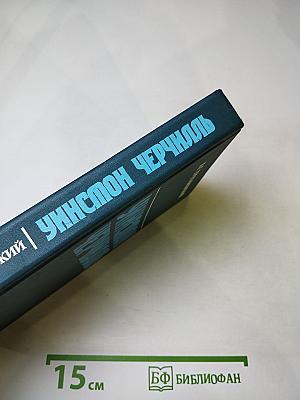 КИЙ | УИНСТОН ЧЕРЧИЛЛЬ
15 см
БФ БИБЛИОФАН